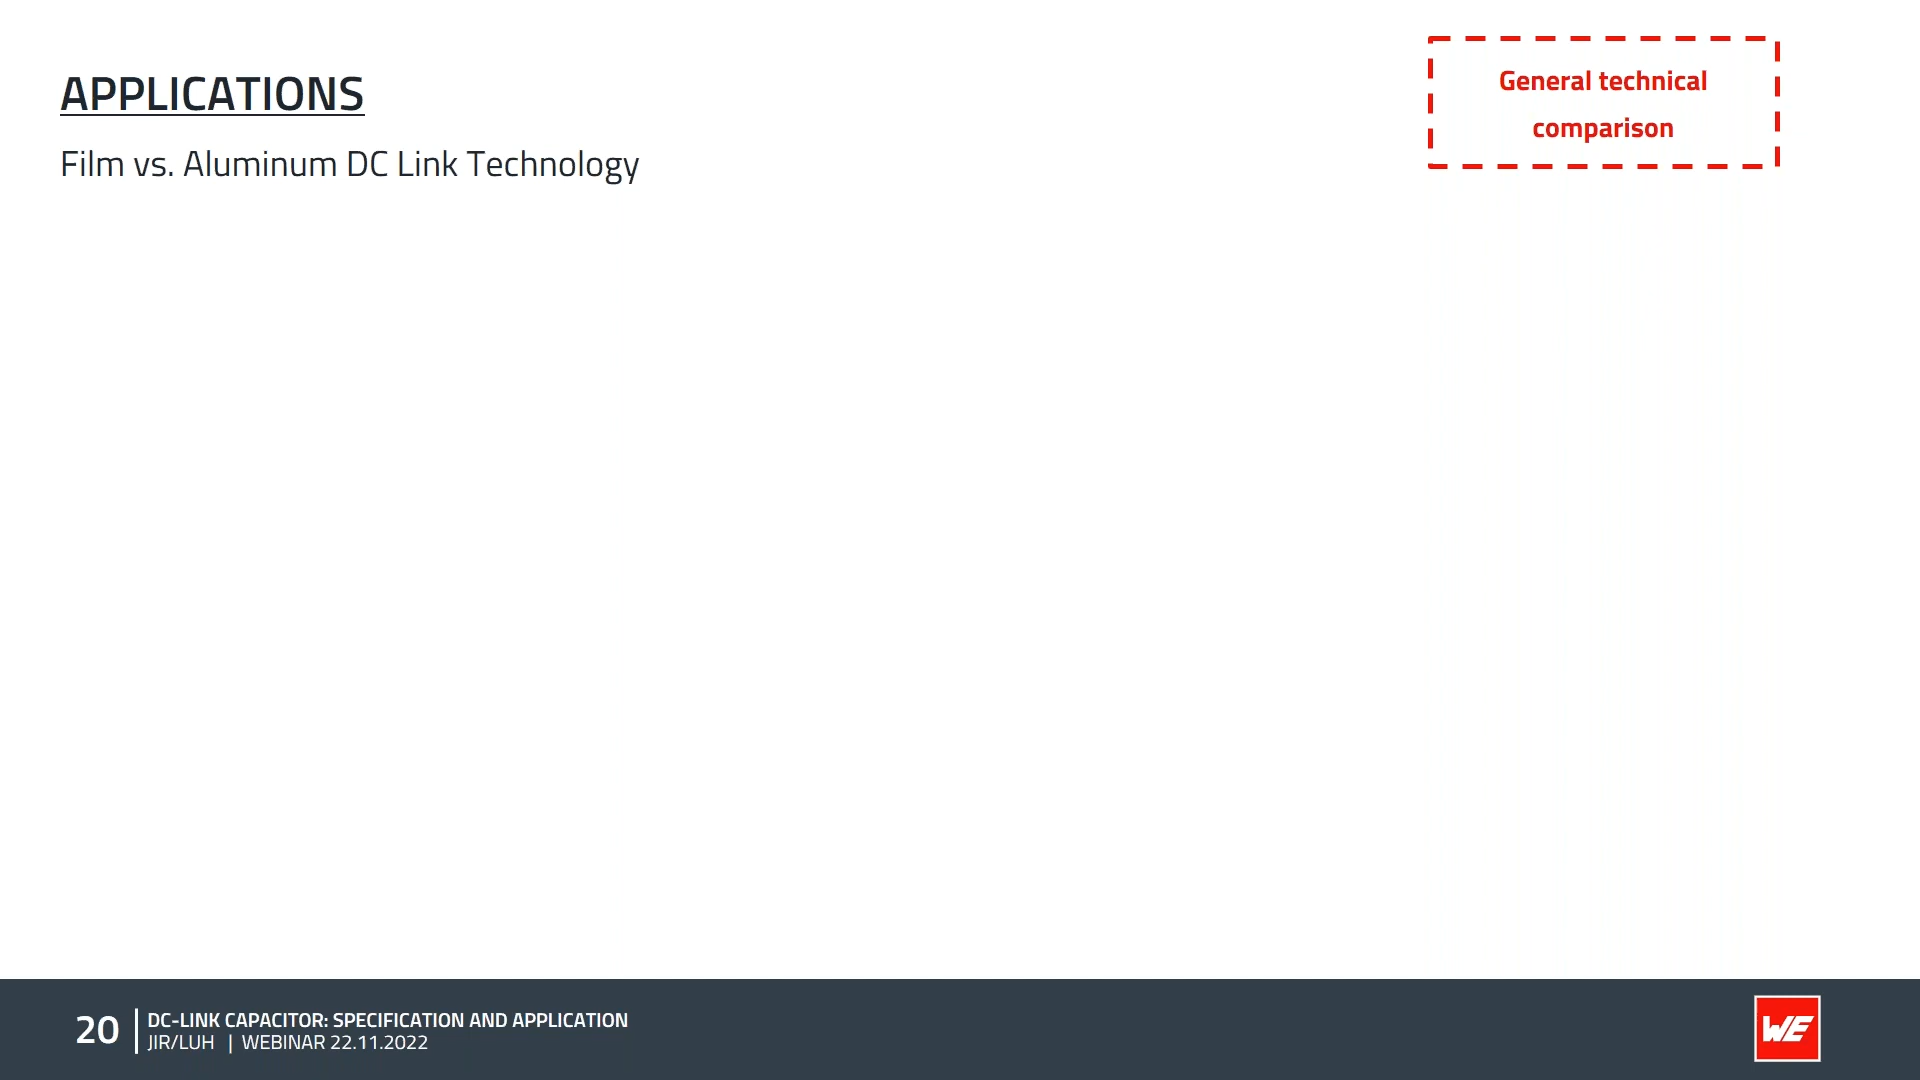 APPLICATIONS
Film vs. Aluminum DC Link Technology
General technical
comparison
20
DC-LINK CAPACITOR: SPECIFICATION AND APPLICATION
JIR/LUH | WEBINAR 22.11.2022
WE